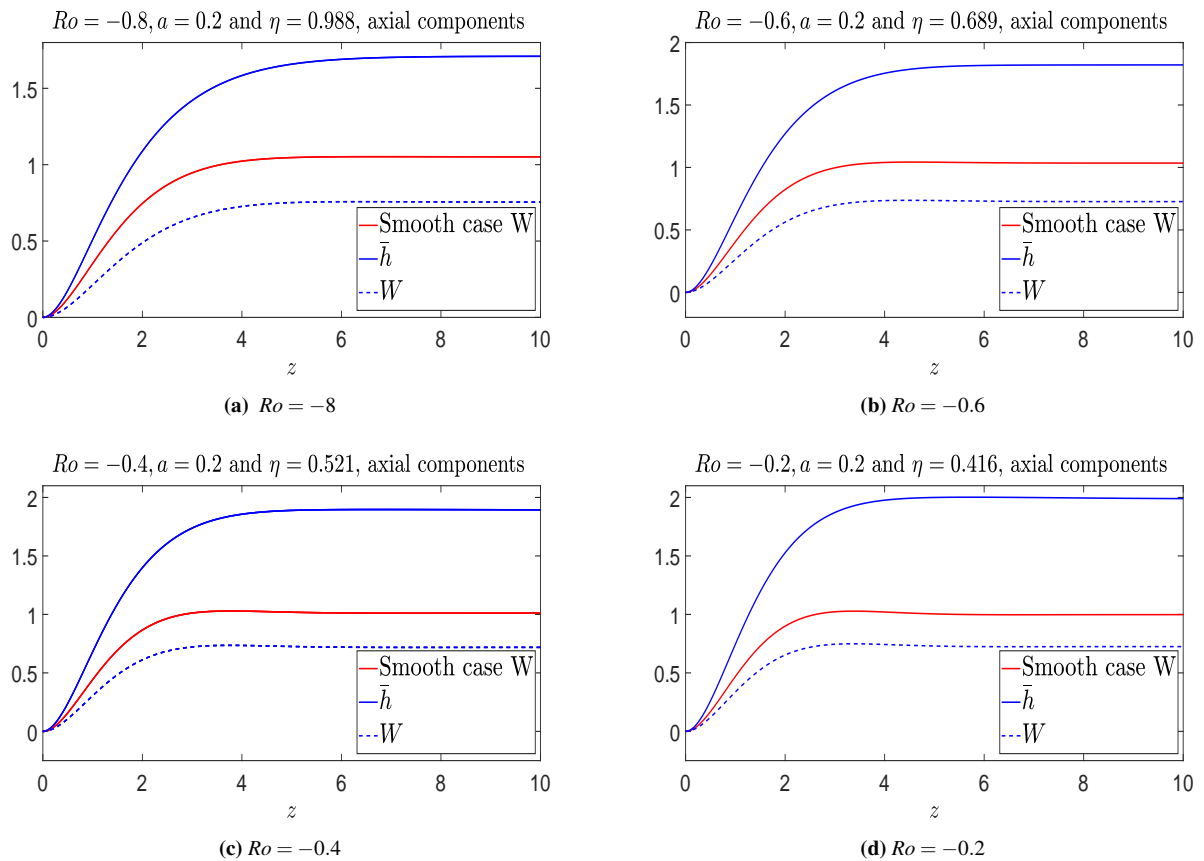 Ro = −0.8, a = 0.2 and η = 0.988, axial components
1.5
1
0.5
0
0 2 4 6 8 10
z
Smooth case W
h̄
W
(a) Ro = −8
Ro = −0.6, a = 0.2 and η = 0.689, axial components
2
1.5
1
0.5
0
0 2 4 6 8 10
z
Smooth case W
h̄
W
(b) Ro = −0.6
Ro = −0.4, a = 0.2 and η = 0.521, axial components
2
1.5
1
0.5
0
0 2 4 6 8 10
z
Smooth case W
h̄
W
(c) Ro = −0.4
Ro = −0.2, a = 0.2 and η = 0.416, axial components
2
1.5
1
0.5
0
0 2 4 6 8 10
z
Smooth case W
h̄
W
(d) Ro = −0.2